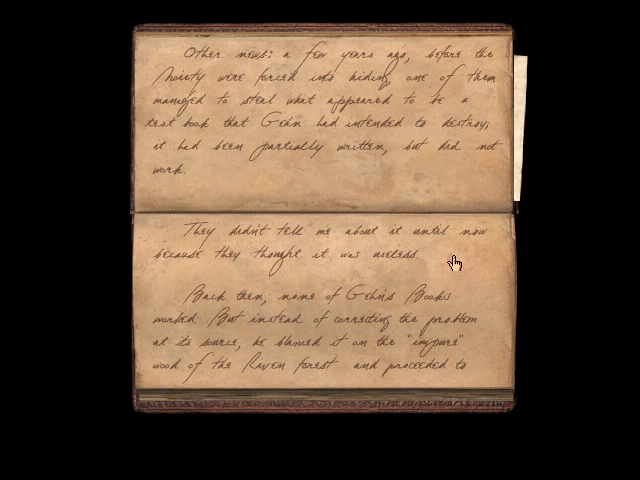 Other news: a few years ago, before the
Moiety were forced into hiding, one of them
managed to steal what appeared to be a
test book that Gehn had intended to destroy;
it had been partially written, but did not
work.
They didn't tell me about it until now
because they thought it was useless.
Back then, none of Gehn's Books
worked. But instead of correcting the problem
at its source, he blamed it on the "impure"
wood of the Raven forest and proceeded to